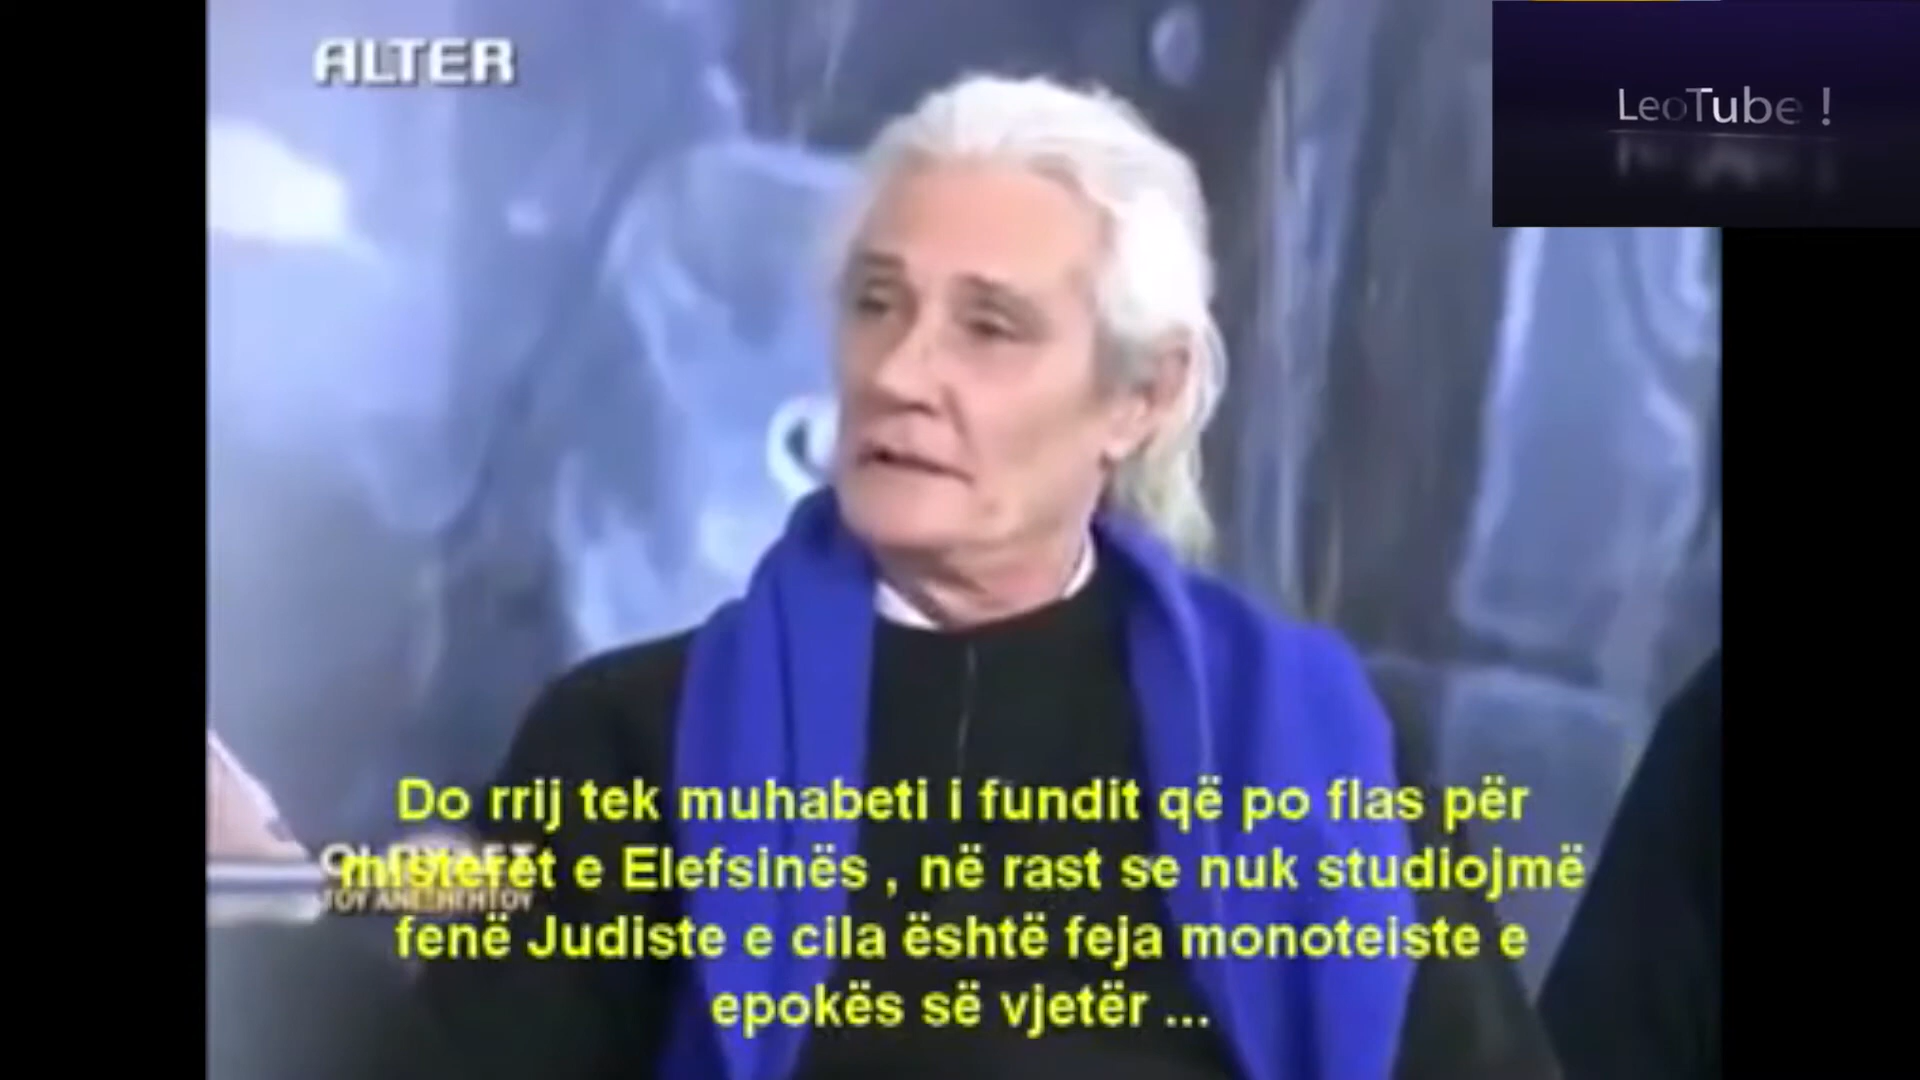 ALTER
LeoTube !
Do rrij tek muhabeti i fundit që po flas për
misteret e Elefsinës , në rast se nuk studiojmë
fenë Judiste e cila është feja monoteiste e
epokës së vjetër ...